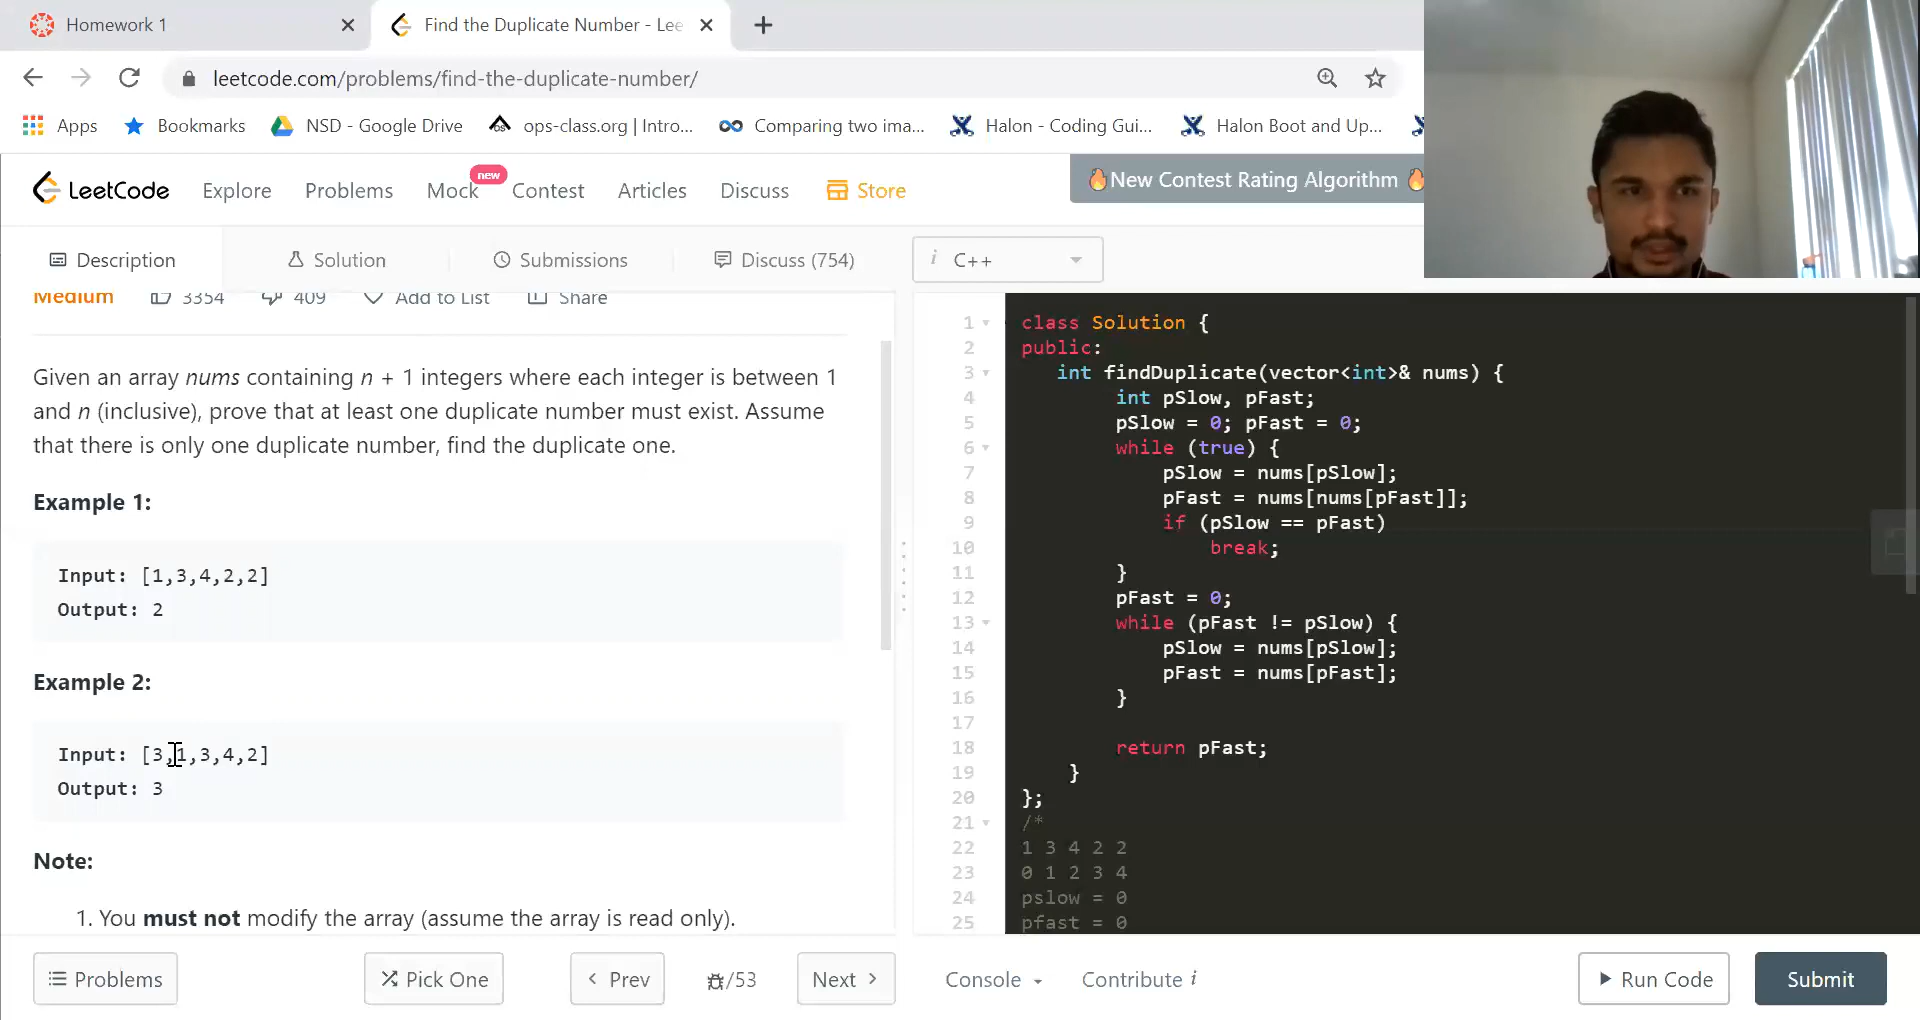 Homework 1
Find the Duplicate Number - Lee
leetcode.com/problems/find-the-duplicate-number/
Apps
Bookmarks
NSD - Google Drive
ops-class.org | Intro...
Comparing two ima...
Halon - Coding Gui...
Halon Boot and Up...
LeetCode
Explore
Problems
Mock
new
Contest
Articles
Discuss
Store
🔥New Contest Rating Algorithm 🔥
Description
Solution
Submissions
Discuss (754)
i C++
Medium
3354
409
Add to List
Share
Given an array nums containing n + 1 integers where each integer is between 1
and n (inclusive), prove that at least one duplicate number must exist. Assume
that there is only one duplicate number, find the duplicate one.
Example 1:
Input: [1,3,4,2,2]
Output: 2
Example 2:
Input: [3,1,3,4,2]
Output: 3
Note:
1. You must not modify the array (assume the array is read only).
1 class Solution {
2 public:
3 int findDuplicate(vector<int>& nums) {
4 int pSlow, pFast;
5 pSlow = 0; pFast = 0;
6 while (true) {
7 pSlow = nums[pSlow];
8 pFast = nums[nums[pFast]];
9 if (pSlow == pFast)
10 break;
11 }
12 pFast = 0;
13 while (pFast != pSlow) {
14 pSlow = nums[pSlow];
15 pFast = nums[pFast];
16 }
17
18 return pFast;
19 }
20 };
21 /*
22 1 3 4 2 2
23 0 1 2 3 4
24 pslow = 0
25 pfast = 0
Problems
Pick One
Prev
/53
Next
Console
Contribute i
Run Code
Submit